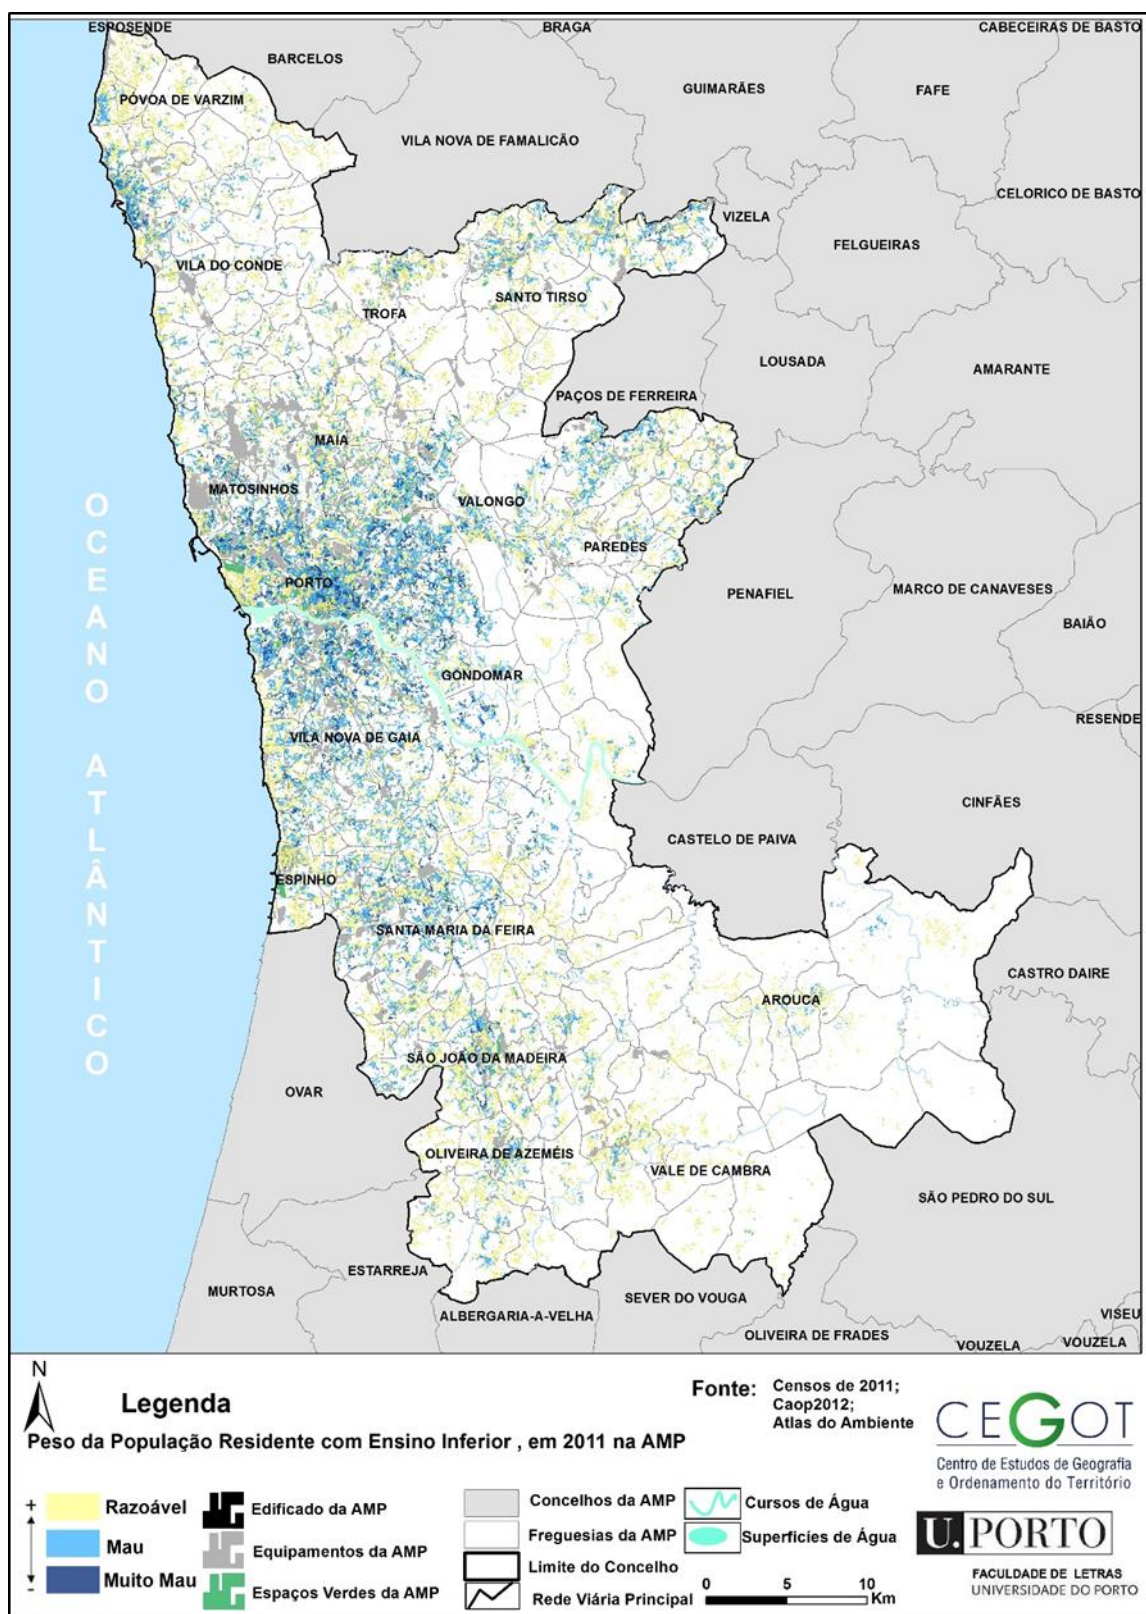 ESPOSENDE
BRAGA
CABECEIRAS DE BASTO
BARCELOS
GUIMARÃES
FAFE
PÓVOA DE VARZIM
VILA NOVA DE FAMALICÃO
CELORICO DE BASTO
VIZELA
FELGUEIRAS
VILA DO CONDE
SANTO TIRSO
TROFA
LOUSADA
AMARANTE
PAÇOS DE FERREIRA
MAIA
MATOSINHOS
VALONGO
PAREDES
PORTO
PENAFIEL
MARCO DE CANAVESES
BAIÃO
GONDOMAR
RESENDE
VILA NOVA DE GAIA
CINFÃES
CASTELO DE PAIVA
ESPINHO
SANTA MARIA DA FEIRA
CASTRO DAIRE
AROUCA
SÃO JOÃO DA MADEIRA
OVAR
OLIVEIRA DE AZEMÉIS
VALE DE CAMBRA
SÃO PEDRO DO SUL
ESTARREJA
MURTOSA
SEVER DO VOUGA
ALBERGARIA-A-VELHA
VISEU
OLIVEIRA DE FRADES
VOUZELA
VOUZELA
OCEANO ATLÂNTICO
N
Legenda
Peso da População Residente com Ensino Inferior , em 2011 na AMP
Fonte: Censos de 2011;
Caop2012;
Atlas do Ambiente
CEGOT
Centro de Estudos de Geografia
e Ordenamento do Território
+
-
Razoável
Mau
Muito Mau
Edificado da AMP
Equipamentos da AMP
Espaços Verdes da AMP
Concelhos da AMP
Freguesias da AMP
Limite do Concelho
Rede Viária Principal
Cursos de Água
Superfícies de Água
0 5 10
Km
U.PORTO
FACULDADE DE LETRAS
UNIVERSIDADE DO PORTO